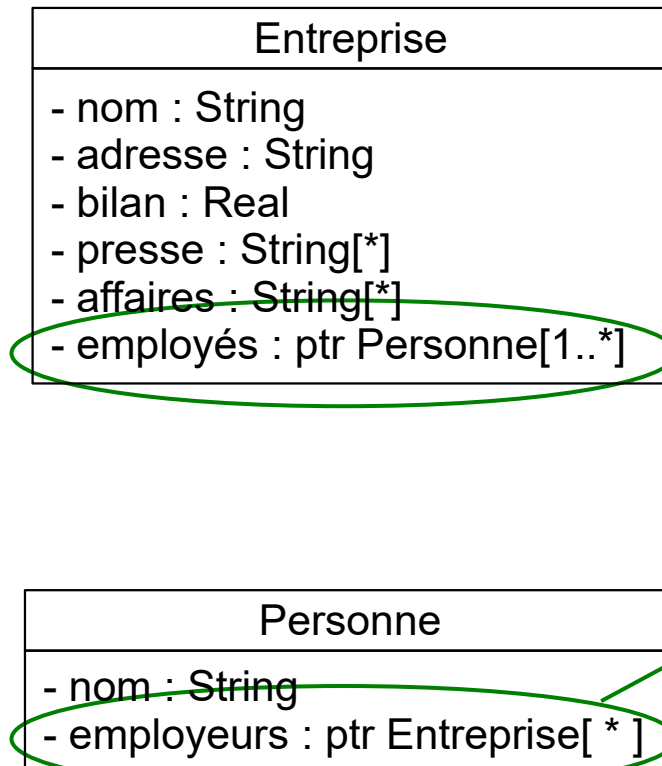 Entreprise
- nom : String
- adresse : String
- bilan : Real
- presse : String[*]
- affaires : String[*]
- employés : ptr Personne[1..*]
Personne
- nom : String
- employeurs : ptr Entreprise[ * ]